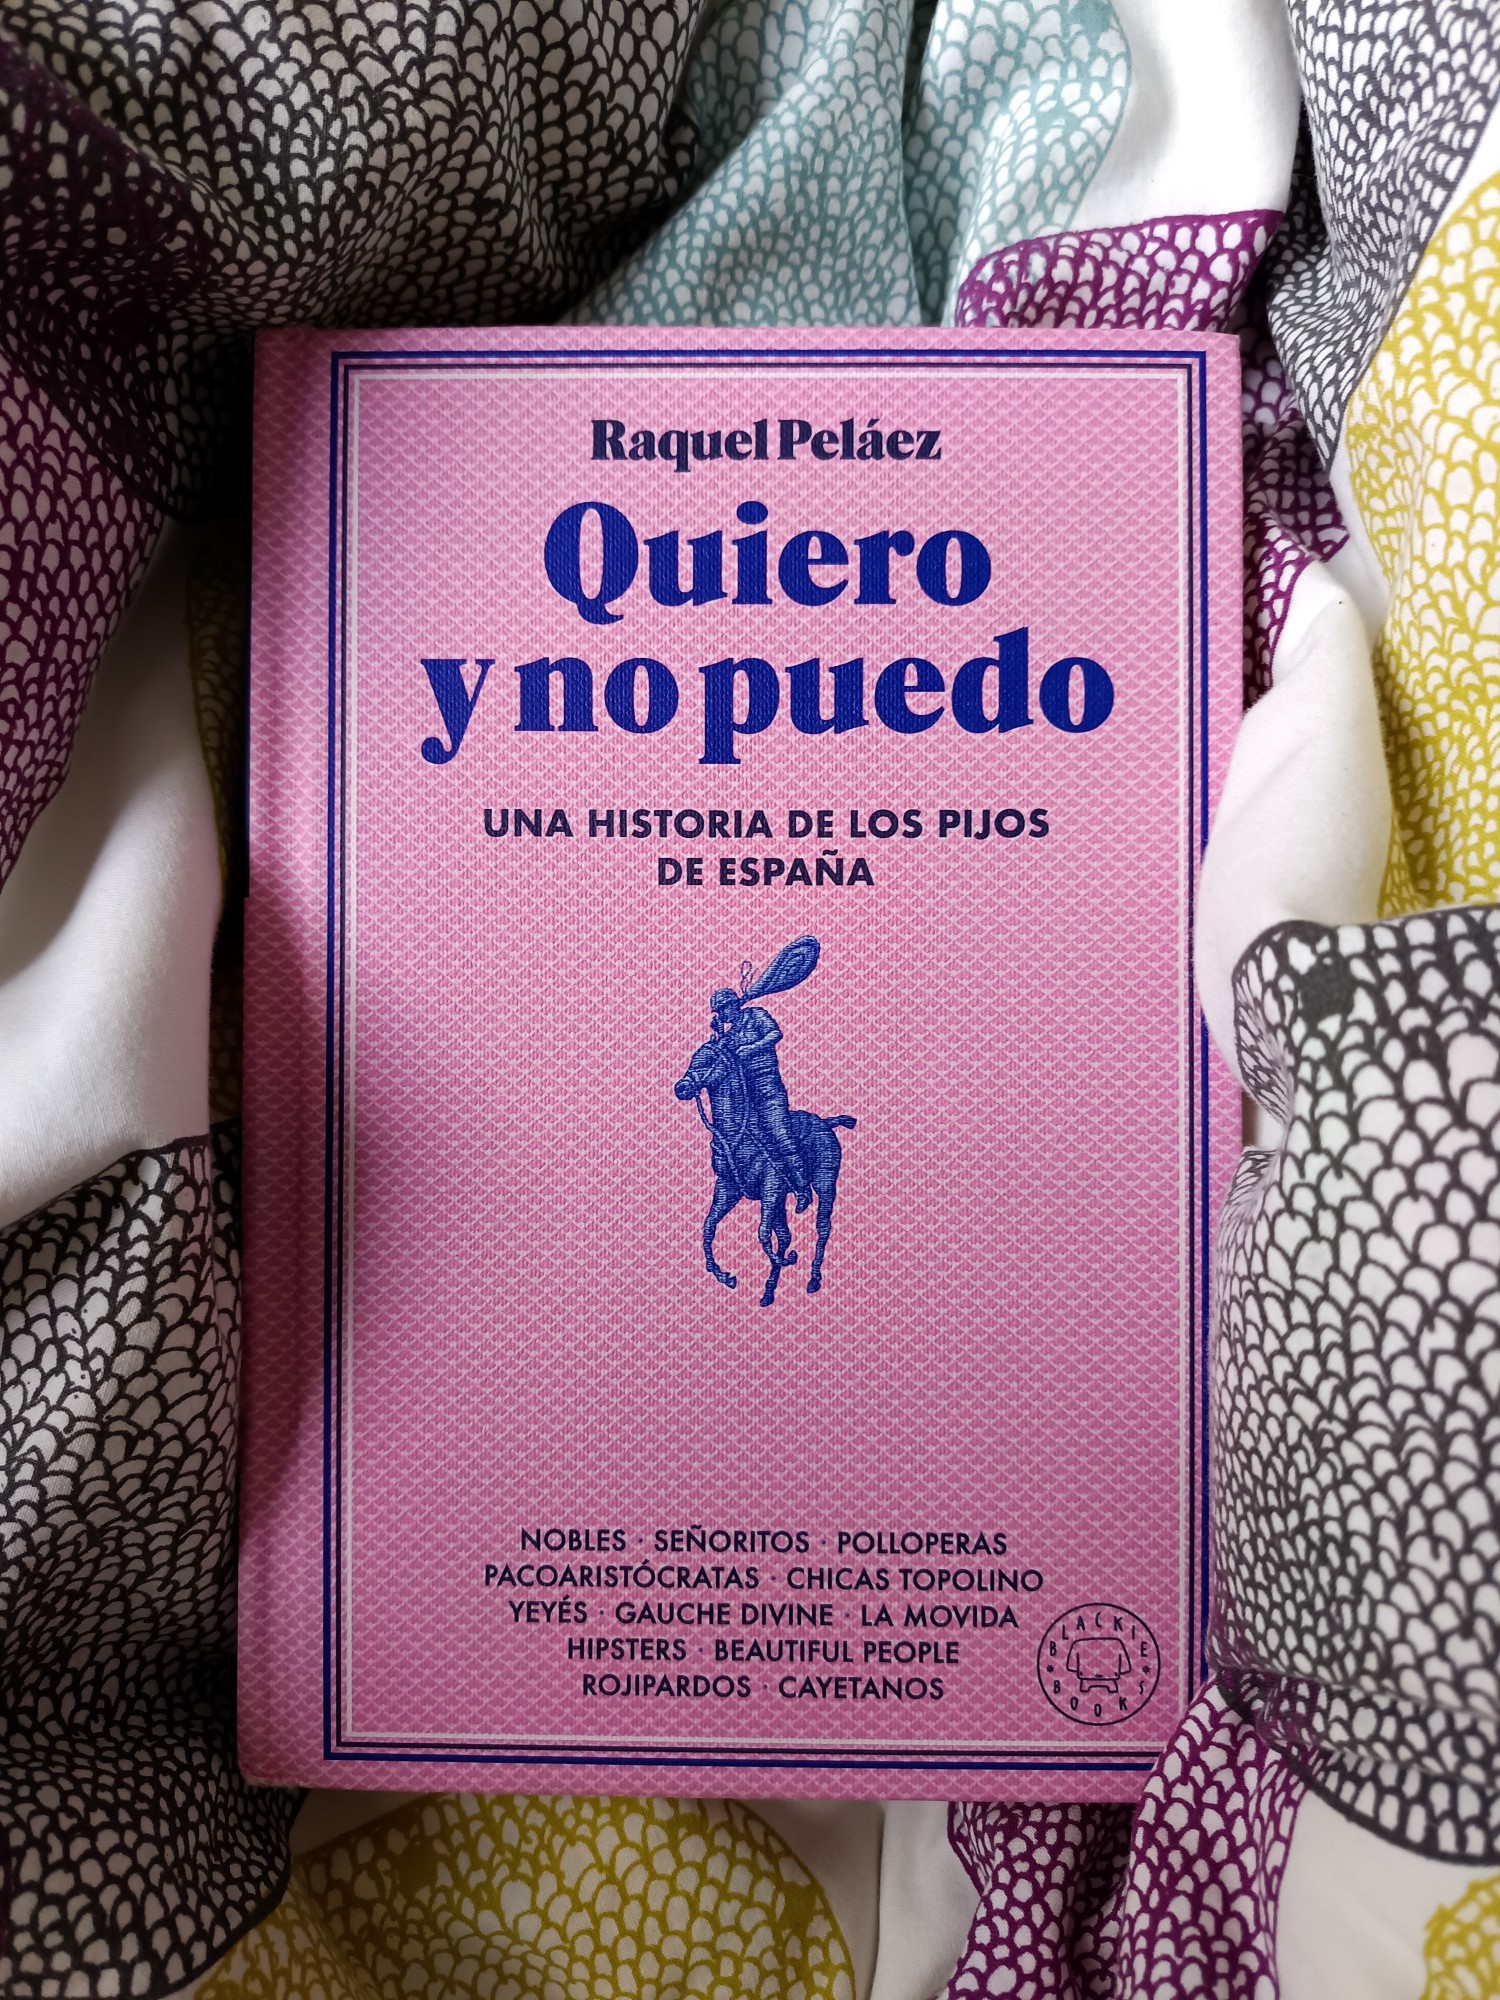 Raquel Peláez
Quiero
y no puedo
UNA HISTORIA DE LOS PIJOS
DE ESPAÑA
NOBLES · SEÑORITOS · POLLOPERAS
PACOARISTÓCRATAS · CHICAS TOPOLINO
YEYÉS · GAUCHE DIVINE · LA MOVIDA
HIPSTERS · BEAUTIFUL PEOPLE
ROJIPARDOS · CAYETANOS
BLACKIE BOOKS